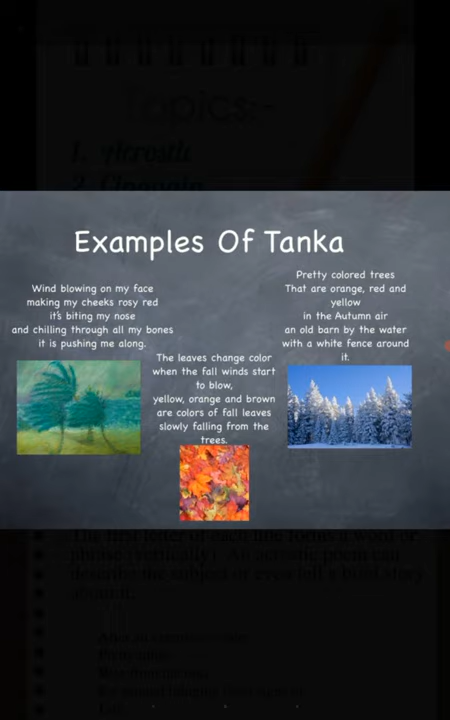 Topics:-
1. Acrostic
2. Cinquain
Examples Of Tanka
Wind blowing on my face
making my cheeks rosy red
it's biting my nose
and chilling through all my bones
it is pushing me along.
The leaves change color
when the fall winds start
to blow,
yellow, orange and brown
are colors of fall leaves
slowly falling from the
trees.
Pretty colored trees
That are orange, red and
yellow
in the Autumn air
an old barn by the water
with a white fence around
it.
The first letter of each line forms a word or
phrase (vertically). An acrostic poem can
describe the subject or even tell a brief story
about it.